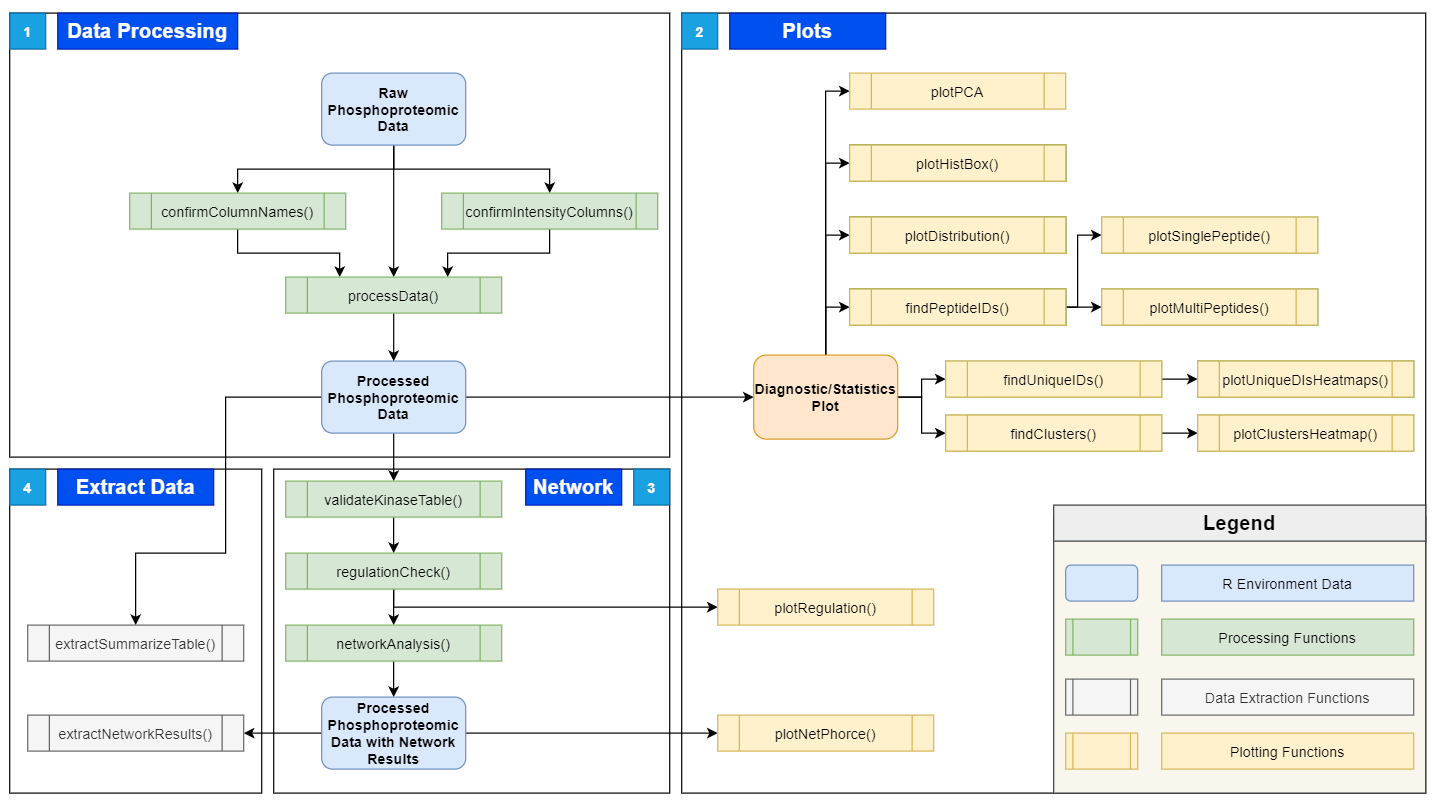 1
Data Processing
Raw
Phosphoproteomic
Data
confirmColumnNames()
confirmIntensityColumns()
processData()
Processed
Phosphoproteomic
Data
2
Plots
plotPCA
plotHistBox()
plotDistribution()
plotSinglePeptide()
findPeptideIDs()
plotMultiPeptides()
Diagnostic/Statistics
Plot
findUniqueIDs()
plotUniqueDIsHeatmaps()
findClusters()
plotClustersHeatmap()
4
Extract Data
extractSummarizeTable()
extractNetworkResults()
Network
3
validateKinaseTable()
regulationCheck()
networkAnalysis()
Processed
Phosphoproteomic
Data with Network
Results
plotRegulation()
plotNetPhorce()
Legend
R Environment Data
Processing Functions
Data Extraction Functions
Plotting Functions